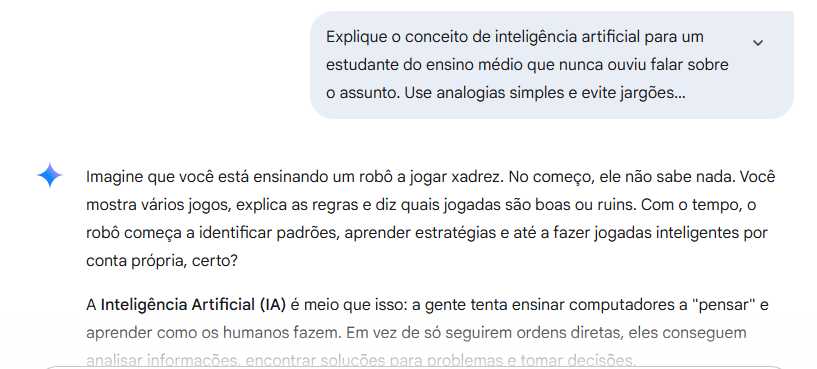 Explique o conceito de inteligência artificial para um
estudante do ensino médio que nunca ouviu falar sobre
o assunto. Use analogias simples e evite jargões...
Imagine que você está ensinando um robô a jogar xadrez. No começo, ele não sabe nada. Você
mostra vários jogos, explica as regras e diz quais jogadas são boas ou ruins. Com o tempo, o
robô começa a identificar padrões, aprender estratégias e até a fazer jogadas inteligentes por
conta própria, certo?
A Inteligência Artificial (IA) é meio que isso: a gente tenta ensinar computadores a "pensar" e
aprender como os humanos fazem. Em vez de só seguirem ordens diretas, eles conseguem
analisar informações, encontrar soluções para problemas e tomar decisões.